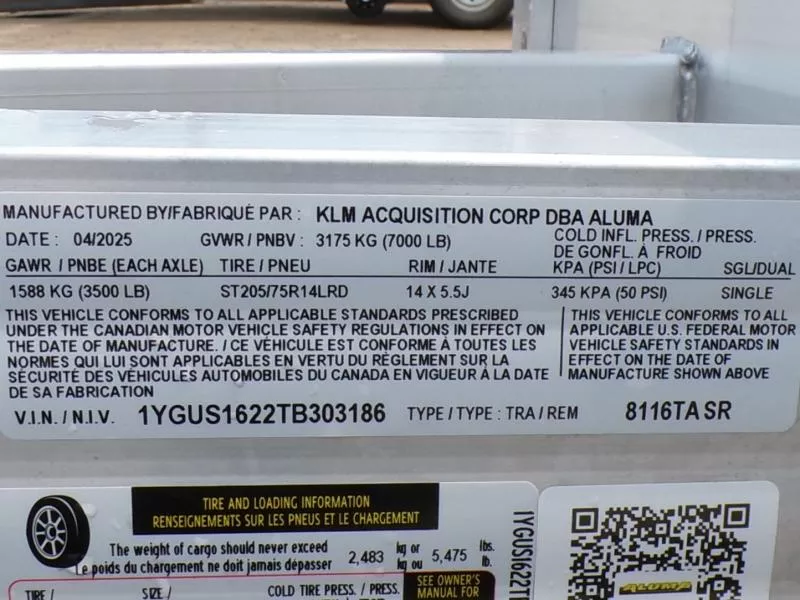 MANUFACTURED BY/FABRIQUÉ PAR : KLM ACQUISITION CORP DBA ALUMA
DATE : 04/2025 GVWR / PNBV : 3175 KG (7000 LB) COLD INFL. PRESS. / PRESS.
DE GONFL. À FROID
GAWR / PNBE (EACH AXLE) TIRE / PNEU RIM / JANTE KPA (PSI / LPC) SGL/DUAL
1588 KG (3500 LB) ST205/75R14LRD 14 X 5.5J 345 KPA (50 PSI) SINGLE
THIS VEHICLE CONFORMS TO ALL APPLICABLE STANDARDS PRESCRIBED
UNDER THE CANADIAN MOTOR VEHICLE SAFETY REGULATIONS IN EFFECT ON
THE DATE OF MANUFACTURE. / CE VÉHICULE EST CONFORME À TOUTES LES
NORMES QUI LUI SONT APPLICABLES EN VERTU DU RÈGLEMENT SUR LA
SÉCURITÉ DES VÉHICULES AUTOMOBILES DU CANADA EN VIGUEUR À LA DATE
DE SA FABRICATION
THIS VEHICLE CONFORMS TO ALL
APPLICABLE U.S. FEDERAL MOTOR
VEHICLE SAFETY STANDARDS IN
EFFECT ON THE DATE OF
MANUFACTURE SHOWN ABOVE
V.I.N. / N.I.V. 1YGUS1622TB303186 TYPE / TYPE : TRA / REM 8116TA SR
TIRE AND LOADING INFORMATION
RENSEIGNEMENTS SUR LES PNEUS ET LE CHARGEMENT
The weight of cargo should never exceed
Le poids du chargement ne doit jamais dépasser
2,483 kg or 5,475 lbs.
kg ou lb.
TIRE / SIZE / COLD TIRE PRESS. / PRESS.
SEE OWNER'S
MANUAL FOR
1YGUS1622T
ALUMA